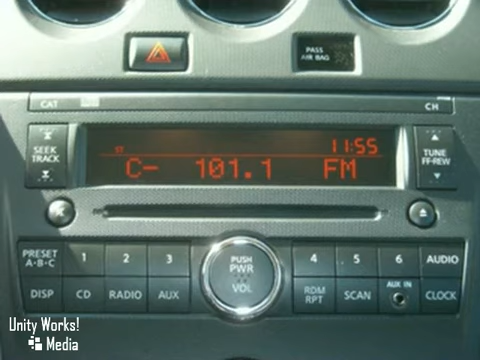 PASS
AIR BAG
CAT
CH
SEEK
TRACK
ST
11:55
C- 101.1 FM
TUNE
FF-REW
PRESET
A·B·C
1 2 3
PUSH
PWR
VOL
4 5 6 AUDIO
DISP CD RADIO AUX
RDM
RPT
SCAN
AUX IN
CLOCK
Unity Works!
Media